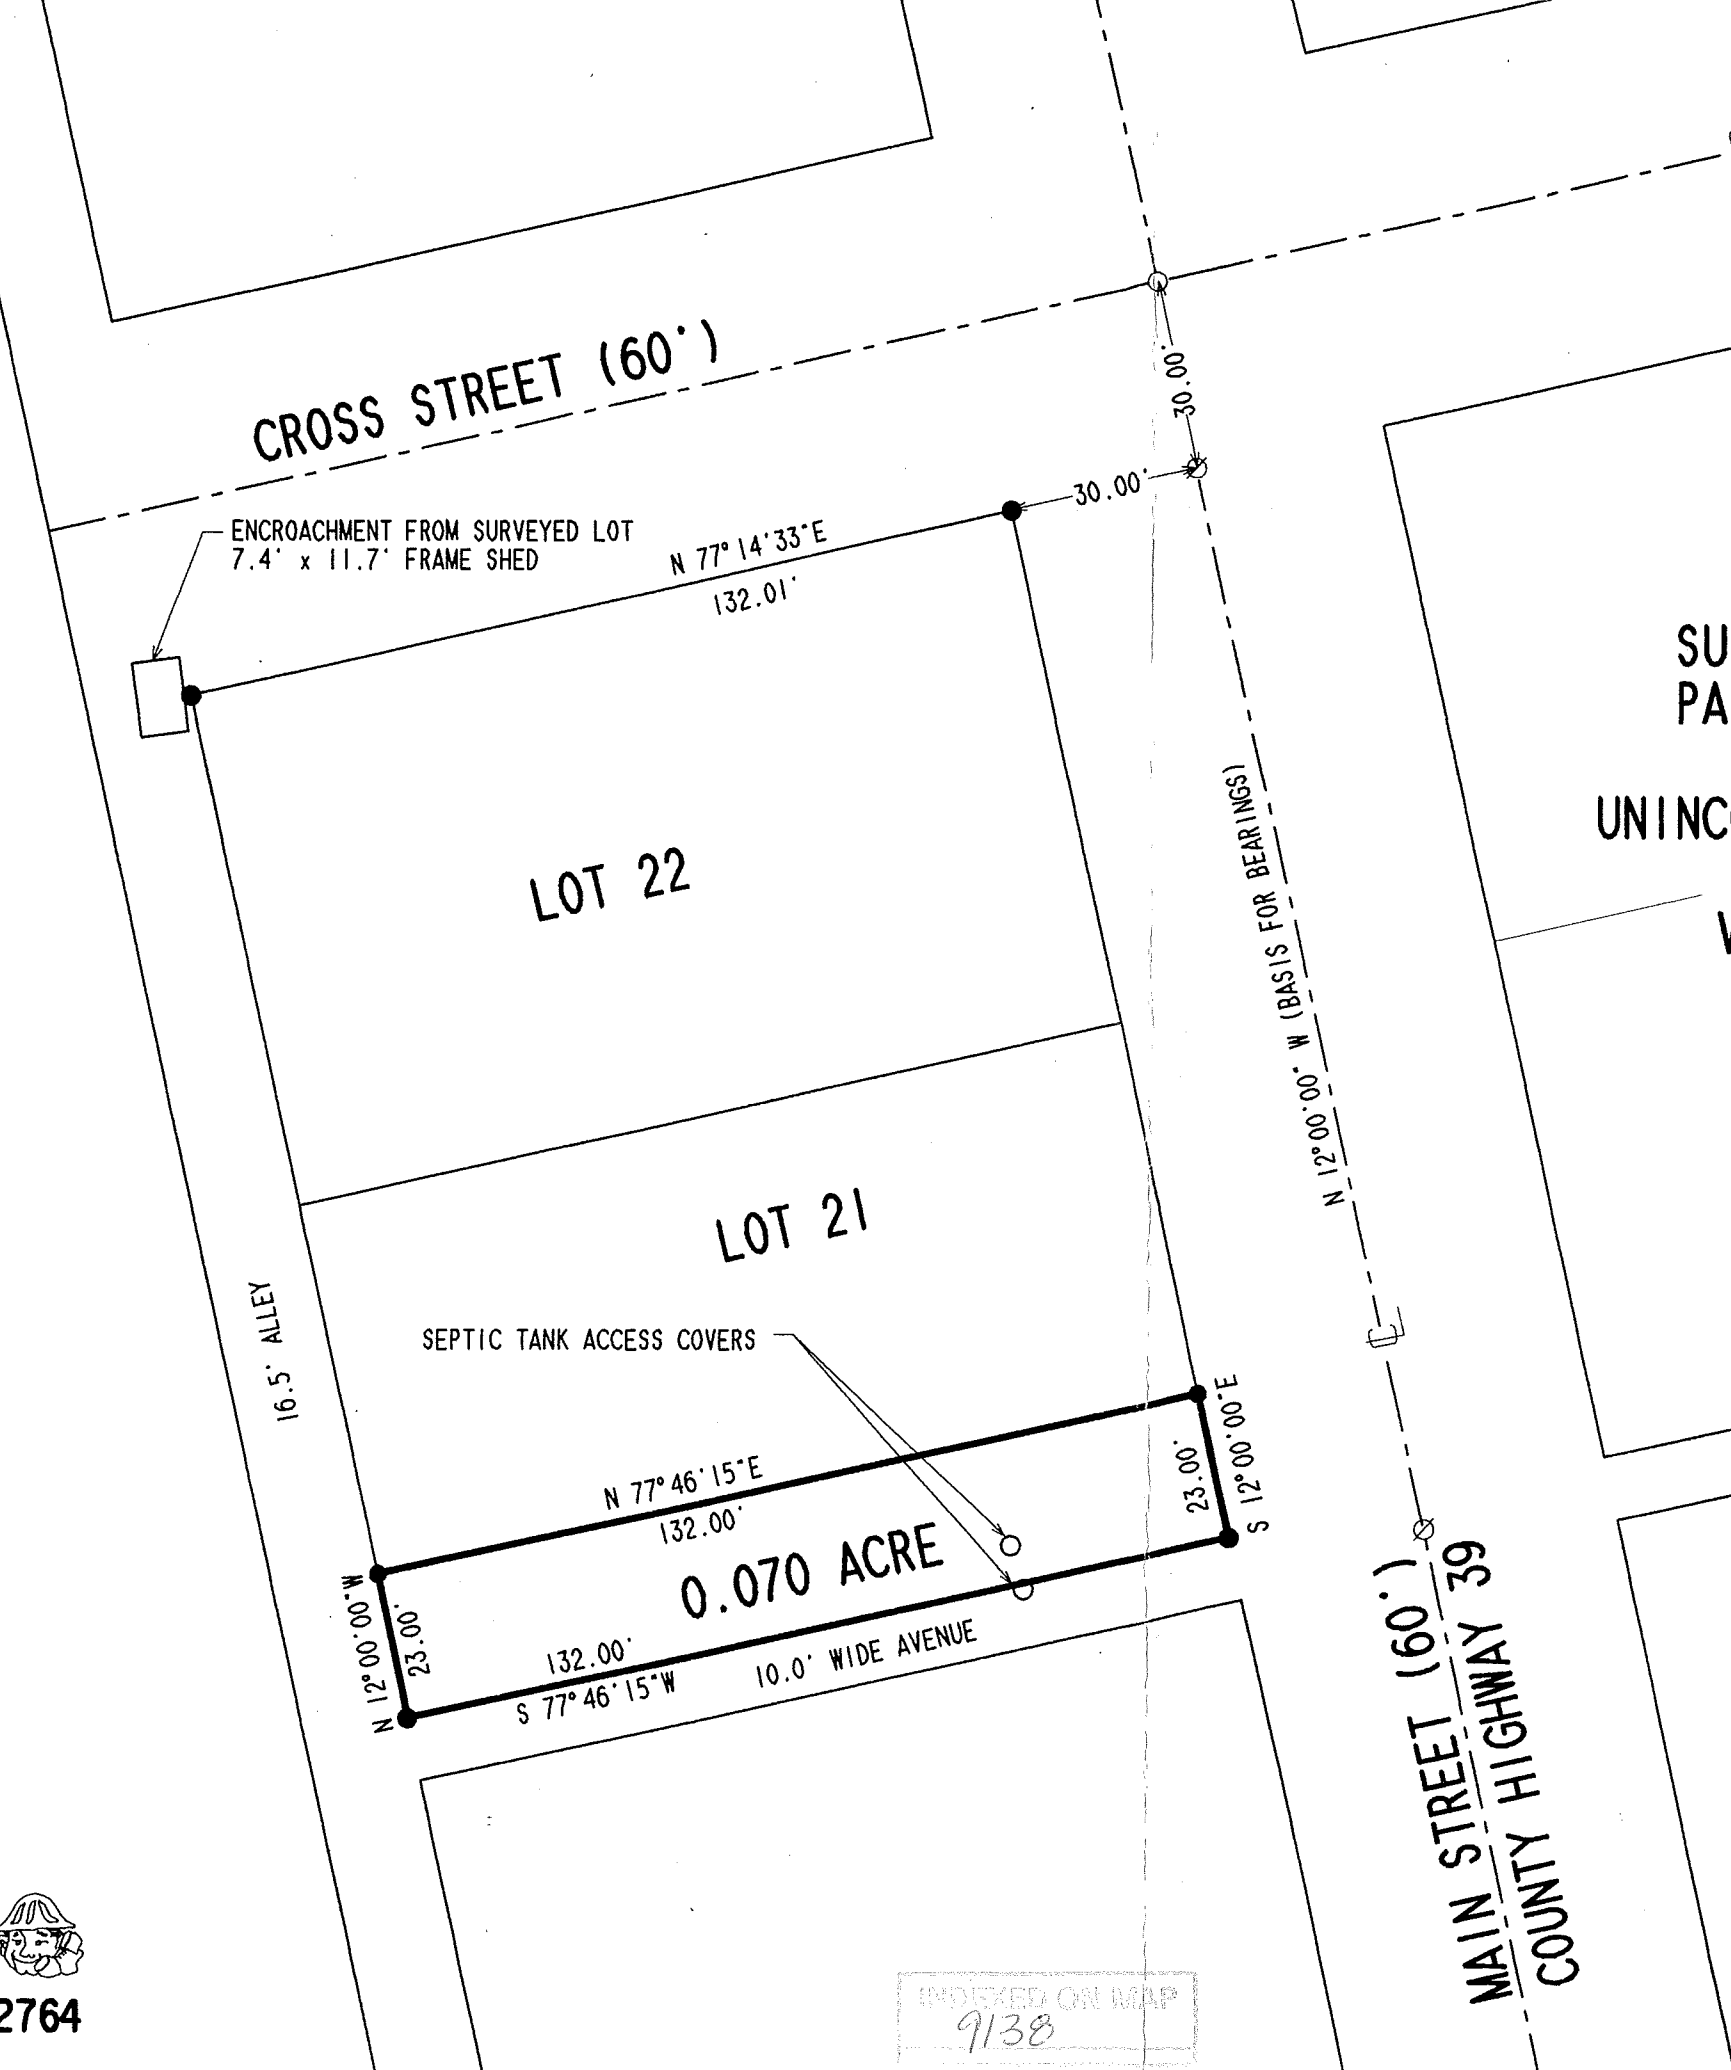 CROSS STREET (60')
30.00'
30.00'
ENCROACHMENT FROM SURVEYED LOT
7.4' x 11.7' FRAME SHED
N 77°14'33"E
132.01'
SU
PA
UNINC
LOT 22
N 12°00'00" W (BASIS FOR BEARINGS)
LOT 21
16.5' ALLEY
SEPTIC TANK ACCESS COVERS
N 77°46'15"E
132.00'
23.00'
S 12°00'00"E
0.070 ACRE
N 12°00'00"W
23.00'
132.00'
S 77°46'15"W
10.0' WIDE AVENUE
MAIN STREET (60')
COUNTY HIGHWAY 39
2764
INDEXED ON MAP
9138